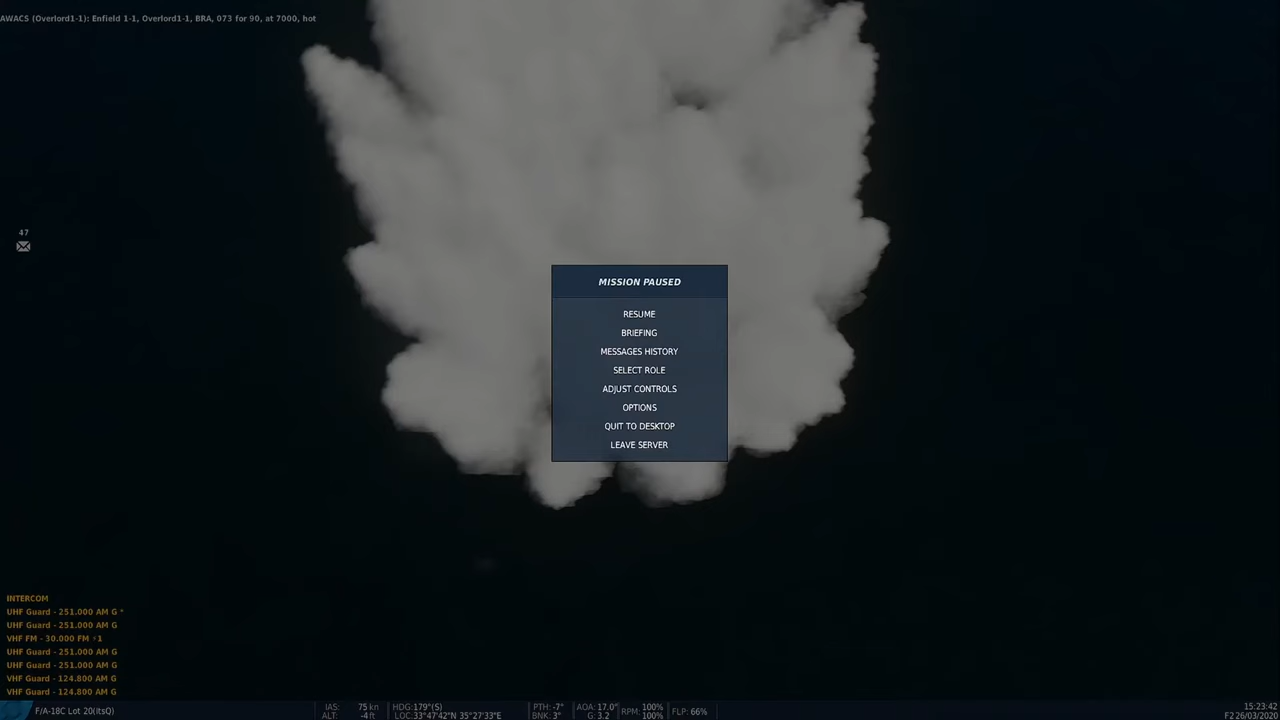 AWACS (Overlord1-1): Enfield 1-1, Overlord1-1, BRA, 073 for 90, at 7000, hot
47
MISSION PAUSED
RESUME
BRIEFING
MESSAGES HISTORY
SELECT ROLE
ADJUST CONTROLS
OPTIONS
QUIT TO DESKTOP
LEAVE SERVER
INTERCOM
UHF Guard - 251.000 AM G *
UHF Guard - 251.000 AM G
VHF FM - 30.000 FM ⚡1
UHF Guard - 251.000 AM G
UHF Guard - 251.000 AM G
VHF Guard - 124.800 AM G
VHF Guard - 124.800 AM G
F/A-18C Lot 20(ItsQ) IAS: 75 kn HDG: 179°(S) PTH: -7° AOA: 17.0° RPM: 100% FLP: 66% 15:23:42
ALT: -4 ft LOC: 33°47'42"N 35°27'33"E BNK: 3° G: 3.2 100% F2 26/03/2020